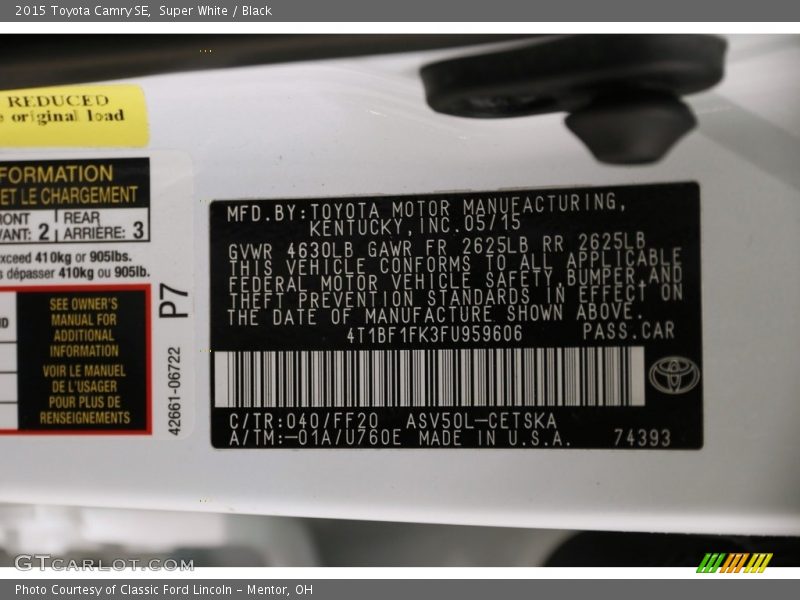 2015 Toyota Camry SE, Super White / Black
REDUCED
original load
FORMATION
ET LE CHARGEMENT
RONT REAR
VANT: 2 ARRIÈRE: 3
xceed 410kg or 905lbs.
s dépasser 410kg ou 905lb.
SEE OWNER'S
MANUAL FOR
ADDITIONAL
INFORMATION
VOIR LE MANUEL
DE L'USAGER
POUR PLUS DE
RENSEIGNEMENTS
P7
42661-06722
MFD.BY:TOYOTA MOTOR MANUFACTURING,
KENTUCKY,INC.05/15
GVWR 4630LB GAWR FR 2625LB RR 2625LB
THIS VEHICLE CONFORMS TO ALL APPLICABLE
FEDERAL MOTOR VEHICLE SAFETY,BUMPER,AND
THEFT PREVENTION STANDARDS IN EFFECT ON
THE DATE OF MANUFACTURE SHOWN ABOVE.
4T1BF1FK3FU959606 PASS.CAR
C/TR:040/FF20 ASV50L-CETSKA
A/TM:-01A/U760E MADE IN U.S.A. 74393
GTCARLOT.COM
Photo Courtesy of Classic Ford Lincoln - Mentor, OH